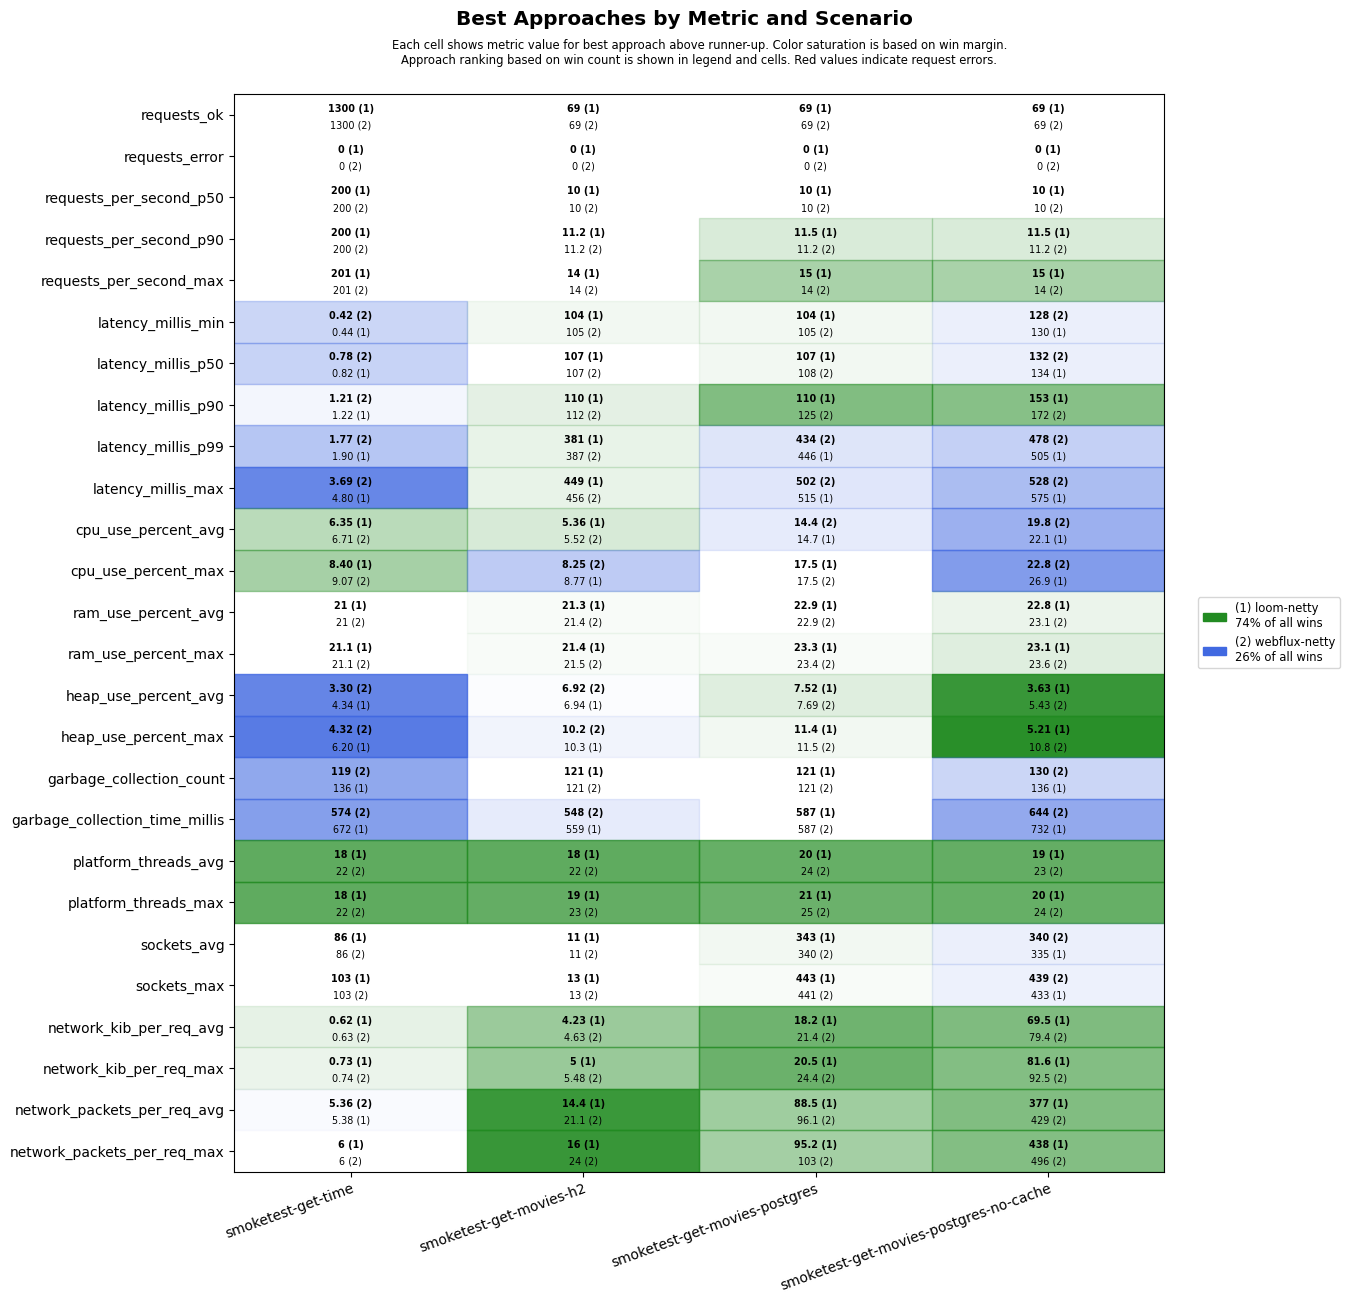 Best Approaches by Metric and Scenario
Each cell shows metric value for best approach above runner-up. Color saturation is based on win margin.
Approach ranking based on win count is shown in legend and cells. Red values indicate request errors.
requests_ok
1300 (1) 69 (1) 69 (1) 69 (1)
1300 (2) 69 (2) 69 (2) 69 (2)
requests_error
0 (1) 0 (1) 0 (1) 0 (1)
0 (2) 0 (2) 0 (2) 0 (2)
requests_per_second_p50
200 (1) 10 (1) 10 (1) 10 (1)
200 (2) 10 (2) 10 (2) 10 (2)
requests_per_second_p90
200 (1) 11.2 (1) 11.5 (1) 11.5 (1)
200 (2) 11.2 (2) 11.2 (2) 11.2 (2)
requests_per_second_max
201 (1) 14 (1) 15 (1) 15 (1)
201 (2) 14 (2) 14 (2) 14 (2)
latency_millis_min
0.42 (2) 104 (1) 104 (1) 128 (2)
0.44 (1) 105 (2) 105 (2) 130 (1)
latency_millis_p50
0.78 (2) 107 (1) 107 (1) 132 (2)
0.82 (1) 107 (2) 108 (2) 134 (1)
latency_millis_p90
1.21 (2) 110 (1) 110 (1) 153 (1)
1.22 (1) 112 (2) 125 (2) 172 (2)
latency_millis_p99
1.77 (2) 381 (1) 434 (2) 478 (2)
1.90 (1) 387 (2) 446 (1) 505 (1)
latency_millis_max
3.69 (2) 449 (1) 502 (2) 528 (2)
4.80 (1) 456 (2) 515 (1) 575 (1)
cpu_use_percent_avg
6.35 (1) 5.36 (1) 14.4 (2) 19.8 (2)
6.71 (2) 5.52 (2) 14.7 (1) 22.1 (1)
cpu_use_percent_max
8.40 (1) 8.25 (2) 17.5 (1) 22.8 (2)
9.07 (2) 8.77 (1) 17.5 (2) 26.9 (1)
ram_use_percent_avg
21 (1) 21.3 (1) 22.9 (1) 22.8 (1)
21 (2) 21.4 (2) 22.9 (2) 23.1 (2)
ram_use_percent_max
21.1 (1) 21.4 (1) 23.3 (1) 23.1 (1)
21.1 (2) 21.5 (2) 23.4 (2) 23.6 (2)
heap_use_percent_avg
3.30 (2) 6.92 (2) 7.52 (1) 3.63 (1)
4.34 (1) 6.94 (1) 7.69 (2) 5.43 (2)
heap_use_percent_max
4.32 (2) 10.2 (2) 11.4 (1) 5.21 (1)
6.20 (1) 10.3 (1) 11.5 (2) 10.8 (2)
garbage_collection_count
119 (2) 121 (1) 121 (1) 130 (2)
136 (1) 121 (2) 121 (2) 136 (1)
garbage_collection_time_millis
574 (2) 548 (2) 587 (1) 644 (2)
672 (1) 559 (1) 587 (2) 732 (1)
platform_threads_avg
18 (1) 18 (1) 20 (1) 19 (1)
22 (2) 22 (2) 24 (2) 23 (2)
platform_threads_max
18 (1) 19 (1) 21 (1) 20 (1)
22 (2) 23 (2) 25 (2) 24 (2)
sockets_avg
86 (1) 11 (1) 343 (1) 340 (2)
86 (2) 11 (2) 340 (2) 335 (1)
sockets_max
103 (1) 13 (1) 443 (1) 439 (2)
103 (2) 13 (2) 441 (2) 433 (1)
network_kib_per_req_avg
0.62 (1) 4.23 (1) 18.2 (1) 69.5 (1)
0.63 (2) 4.63 (2) 21.4 (2) 79.4 (2)
network_kib_per_req_max
0.73 (1) 5 (1) 20.5 (1) 81.6 (1)
0.74 (2) 5.48 (2) 24.4 (2) 92.5 (2)
network_packets_per_req_avg
5.36 (2) 14.4 (1) 88.5 (1) 377 (1)
5.38 (1) 21.1 (2) 96.1 (2) 429 (2)
network_packets_per_req_max
6 (1) 16 (1) 95.2 (1) 438 (1)
6 (2) 24 (2) 103 (2) 496 (2)
smoketest-get-time
smoketest-get-movies-h2
smoketest-get-movies-postgres
smoketest-get-movies-postgres-no-cache
(1) loom-netty
74% of all wins
(2) webflux-netty
26% of all wins